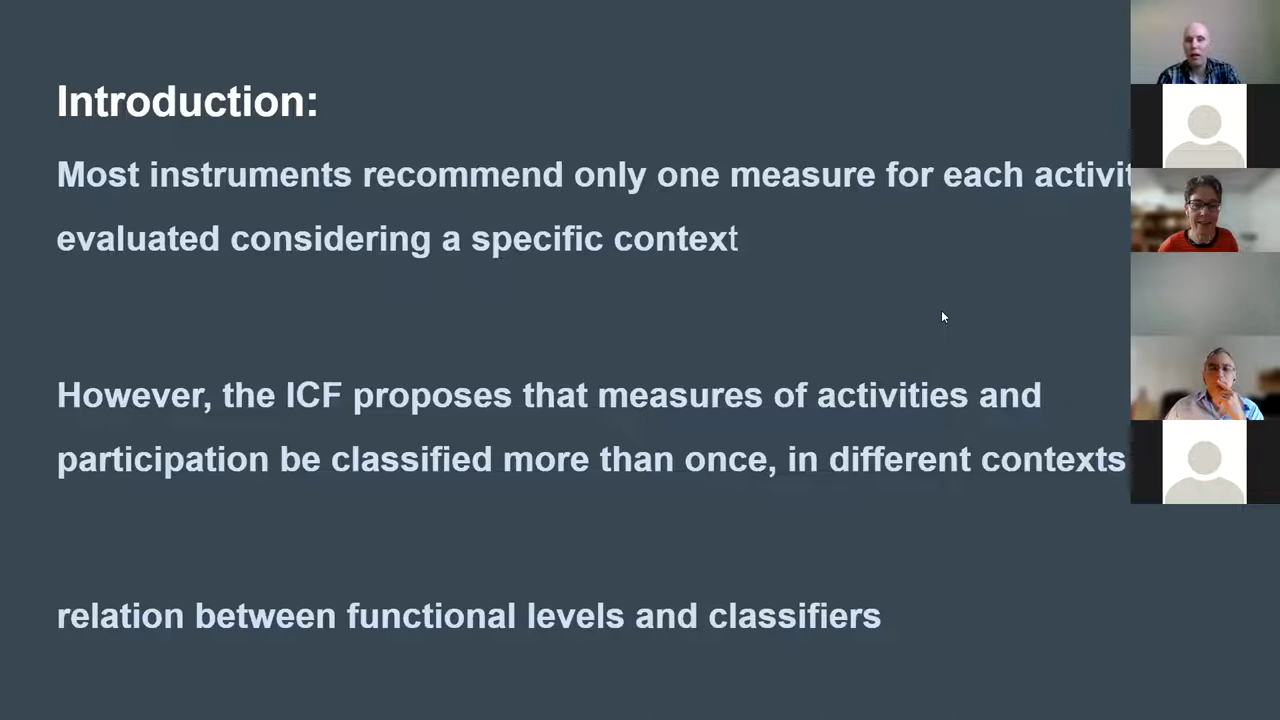 Introduction:
Most instruments recommend only one measure for each activit
evaluated considering a specific context
However, the ICF proposes that measures of activities and
participation be classified more than once, in different contexts
relation between functional levels and classifiers